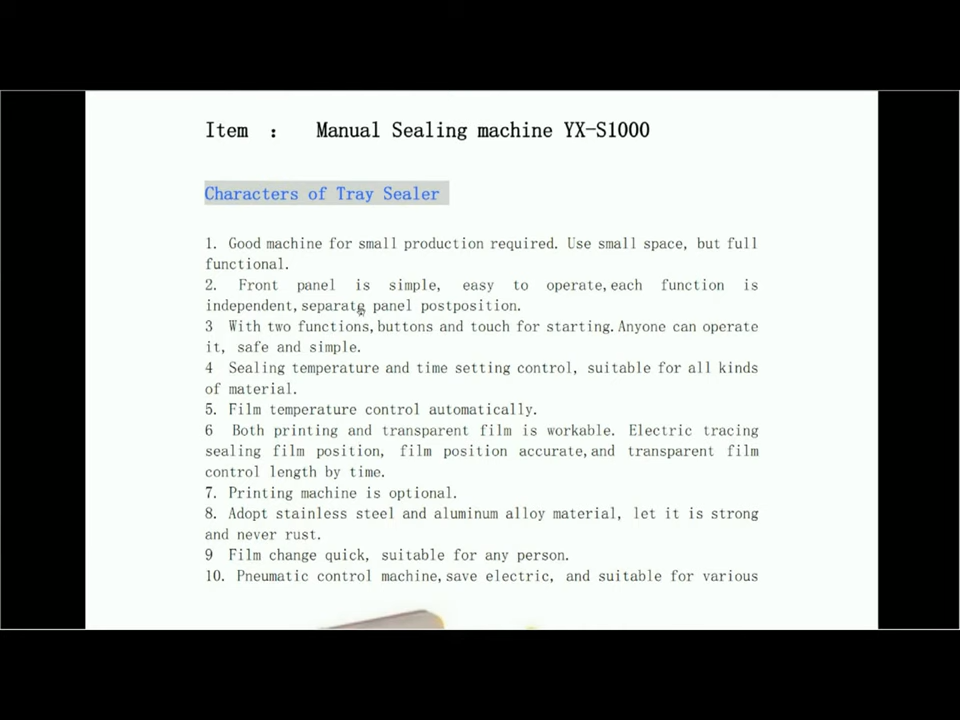 Item : Manual Sealing machine YX-S1000
Characters of Tray Sealer
1. Good machine for small production required. Use small space, but full
functional.
2. Front panel is simple, easy to operate,each function is
independent,separate panel postposition.
3 With two functions,buttons and touch for starting.Anyone can operate
it, safe and simple.
4 Sealing temperature and time setting control, suitable for all kinds
of material.
5. Film temperature control automatically.
6 Both printing and transparent film is workable. Electric tracing
sealing film position, film position accurate,and transparent film
control length by time.
7. Printing machine is optional.
8. Adopt stainless steel and aluminum alloy material, let it is strong
and never rust.
9 Film change quick, suitable for any person.
10. Pneumatic control machine,save electric, and suitable for various